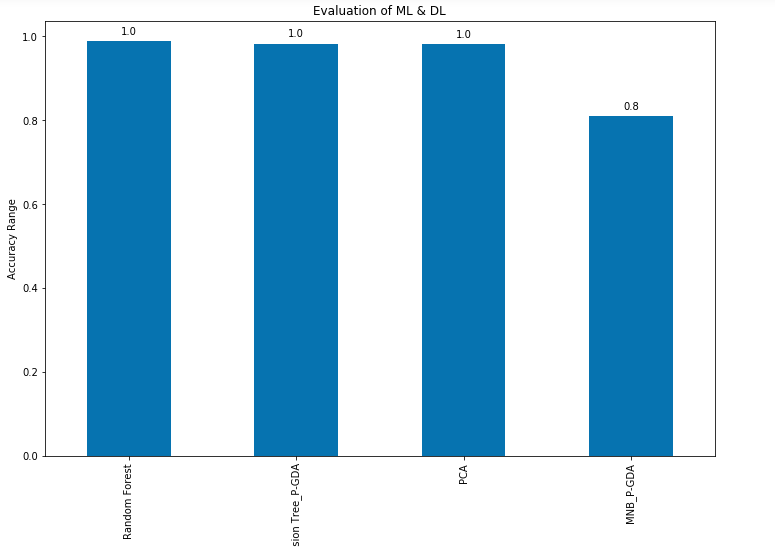 Evaluation of ML & DL
1.0
1.0
1.0
0.8
1.0
0.8
0.6
0.4
0.2
0.0
Accuracy Range
Random Forest
sion Tree_P-GDA
PCA
MNB_P-GDA